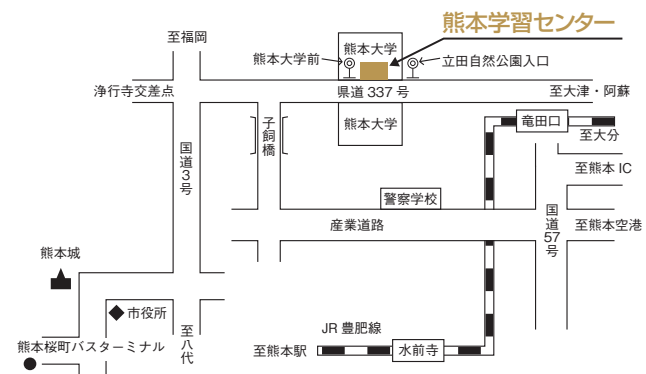 熊本学習センター
至福岡
熊本大学
熊本大学前
立田自然公園入口
浄行寺交差点
県道 337 号
至大津・阿蘇
子飼橋
熊本大学
竜田口
至大分
国道3号
至熊本 IC
警察学校
産業道路
国道57号
至熊本空港
熊本城
市役所
至八代
JR 豊肥線
熊本桜町バスターミナル
至熊本駅
水前寺